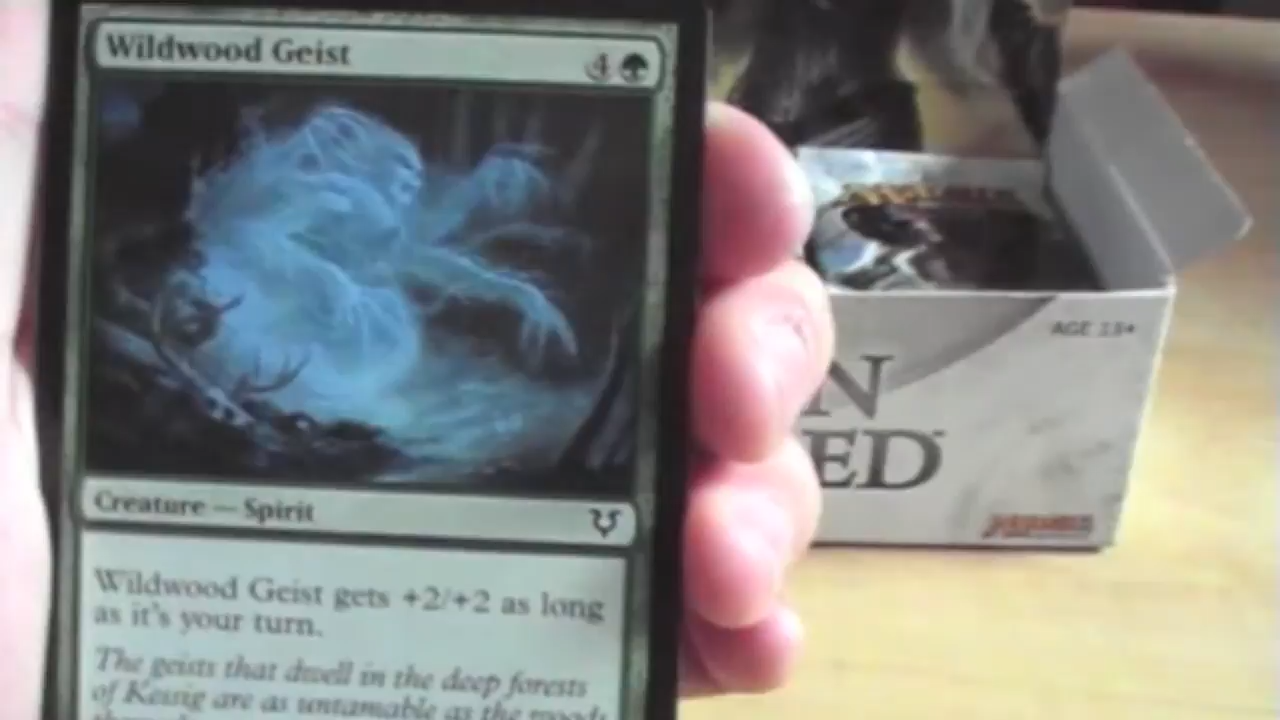 Wildwood Geist
4
Creature — Spirit
Wildwood Geist gets +2/+2 as long
as it's your turn.
The geists that dwell in the deep forests
of Kessig are as untamable as the woods
AGE 13+
N
ED